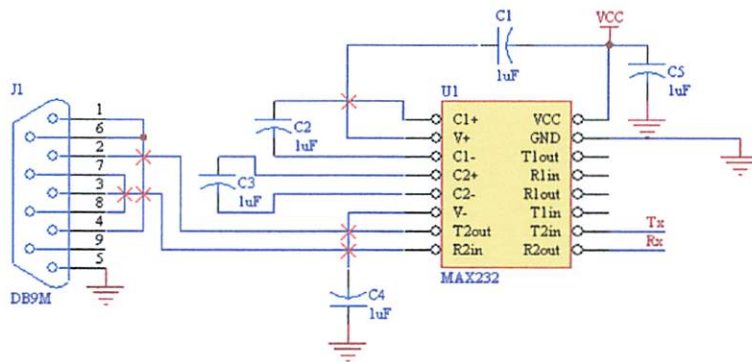 C1
VCC
1uF
C5
1uF
J1
U1
1
6
2
7
3
8
4
9
5
C2
1uF
C3
1uF
C1+
V+
C1-
C2+
C2-
V-
T2out
R2in
VCC
GND
T1out
R1in
R1out
T1in
T2in
R2out
Tx
Rx
MAX232
DB9M
C4
1uF